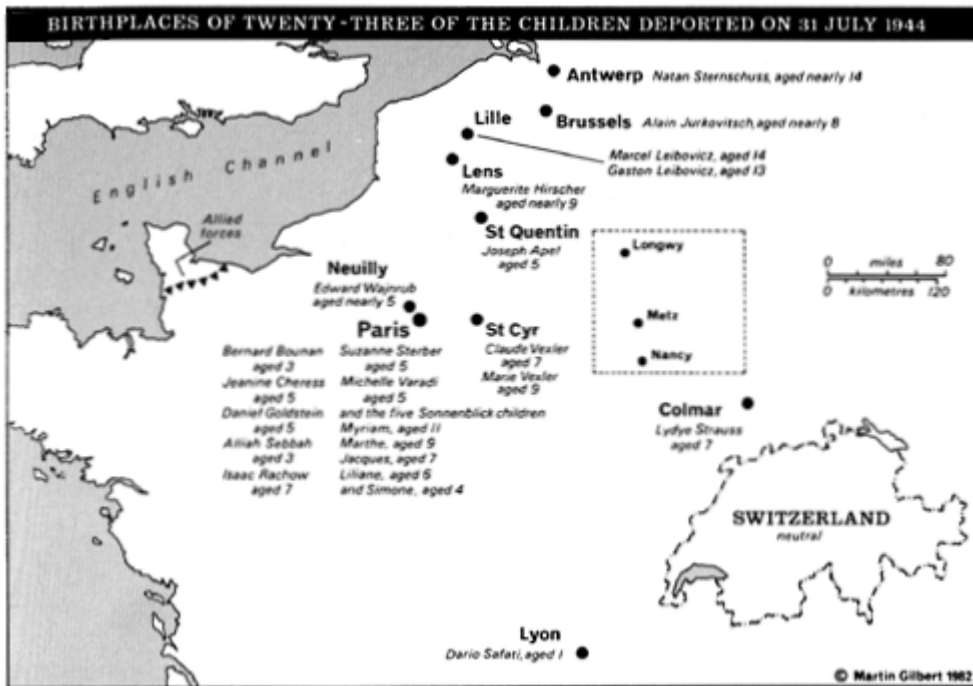 BIRTHPLACES OF TWENTY-THREE OF THE CHILDREN DEPORTED ON 31 JULY 1944
Antwerp Natan Sternschuss, aged nearly 14
Brussels Alain Jurkovitsch, aged nearly 8
Lille
Marcel Leibovicz, aged 14
Gaston Leibovicz, aged 13
Lens
Marguerite Hirscher
aged nearly 9
English Channel
Allied
forces
St Quentin
Joseph Apel
aged 5
Longwy
Metz
Nancy
0 miles 80
0 kilometres 120
Neuilly
Edward Wajnrub
aged nearly 5
Paris
Bernard Bounan
aged 3
Jeanine Cheress
aged 5
Daniel Goldstein
aged 5
Alliah Sebbah
aged 3
Isaac Rachow
aged 7
Suzanne Sterber
aged 5
Michelle Varadi
aged 5
and the five Sonnenblick children
Myriam, aged 11
Marthe, aged 9
Jacques, aged 7
Liliane, aged 6
and Simone, aged 4
St Cyr
Claude Vexler
aged 7
Marie Vexler
aged 9
Colmar
Lydye Strauss
aged 7
SWITZERLAND
neutral
Lyon
Dario Safati, aged 1
© Martin Gilbert 1982